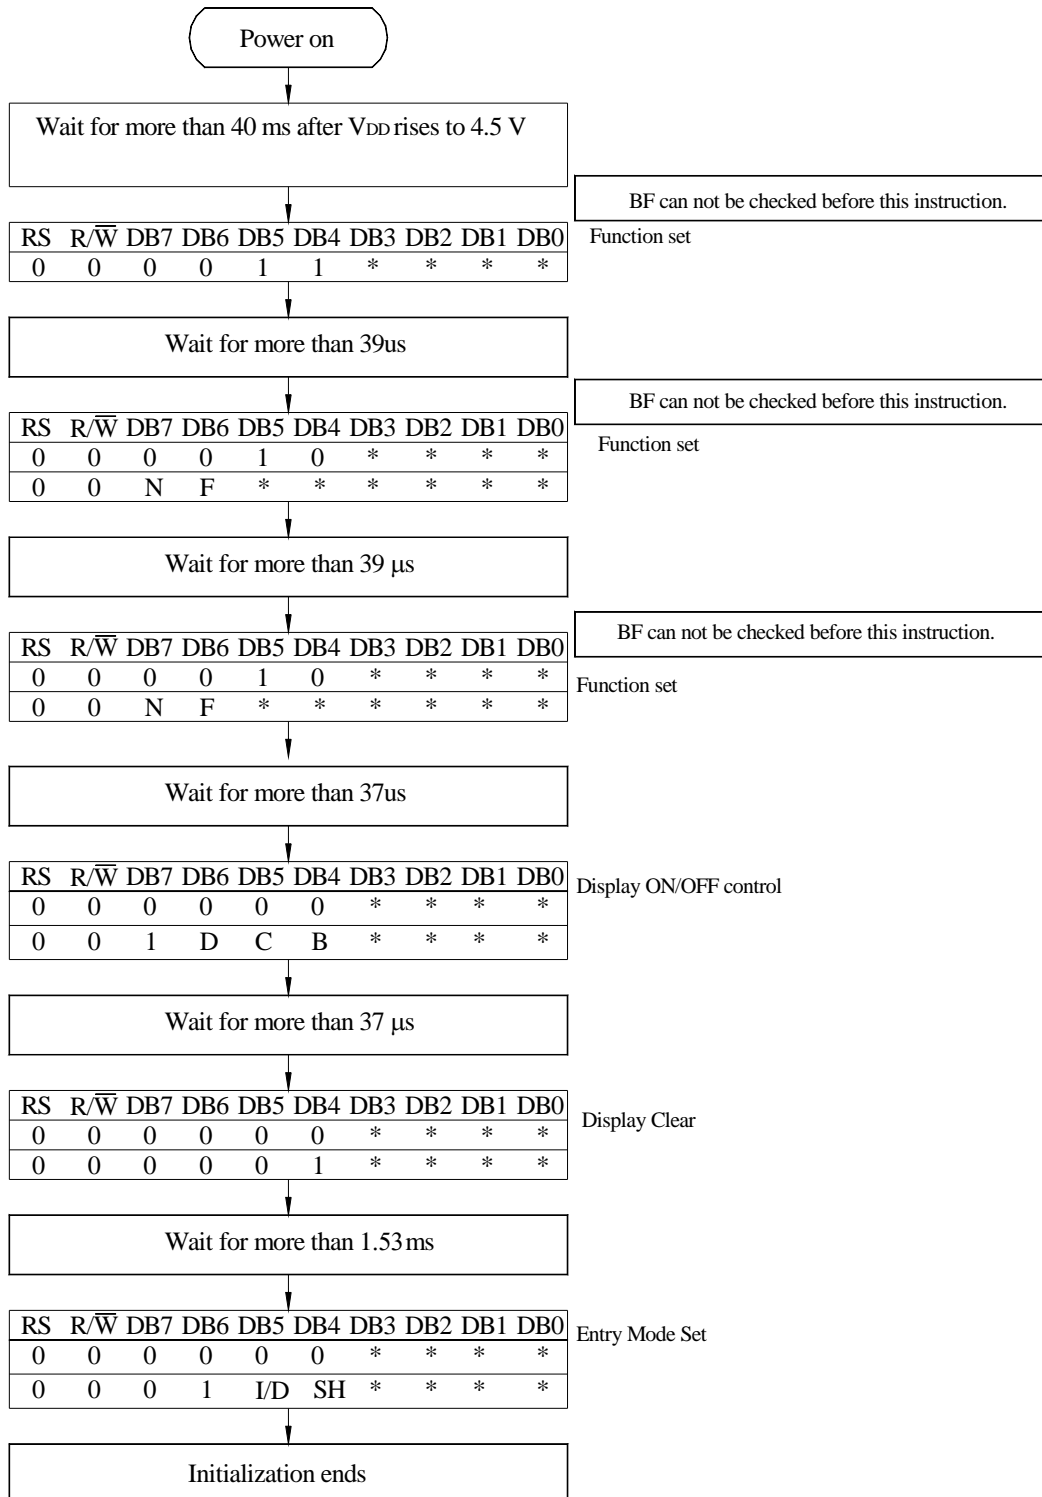 Power on
Wait for more than 40 ms after VDD rises to 4.5 V
BF can not be checked before this instruction.
RS R/W̅ DB7 DB6 DB5 DB4 DB3 DB2 DB1 DB0
Function set
0 0 0 0 1 1 * * * *
Wait for more than 39us
BF can not be checked before this instruction.
RS R/W̅ DB7 DB6 DB5 DB4 DB3 DB2 DB1 DB0
Function set
0 0 0 0 1 0 * * * *
0 0 N F * * * * * *
Wait for more than 39 μs
BF can not be checked before this instruction.
RS R/W̅ DB7 DB6 DB5 DB4 DB3 DB2 DB1 DB0
0 0 0 0 1 0 * * * *
Function set
0 0 N F * * * * * *
Wait for more than 37us
RS R/W̅ DB7 DB6 DB5 DB4 DB3 DB2 DB1 DB0
Display ON/OFF control
0 0 0 0 0 0 * * * *
0 0 1 D C B * * * *
Wait for more than 37 μs
RS R/W̅ DB7 DB6 DB5 DB4 DB3 DB2 DB1 DB0
Display Clear
0 0 0 0 0 0 * * * *
0 0 0 0 0 1 * * * *
Wait for more than 1.53ms
RS R/W̅ DB7 DB6 DB5 DB4 DB3 DB2 DB1 DB0
Entry Mode Set
0 0 0 0 0 0 * * * *
0 0 0 1 I/D SH * * * *
Initialization ends